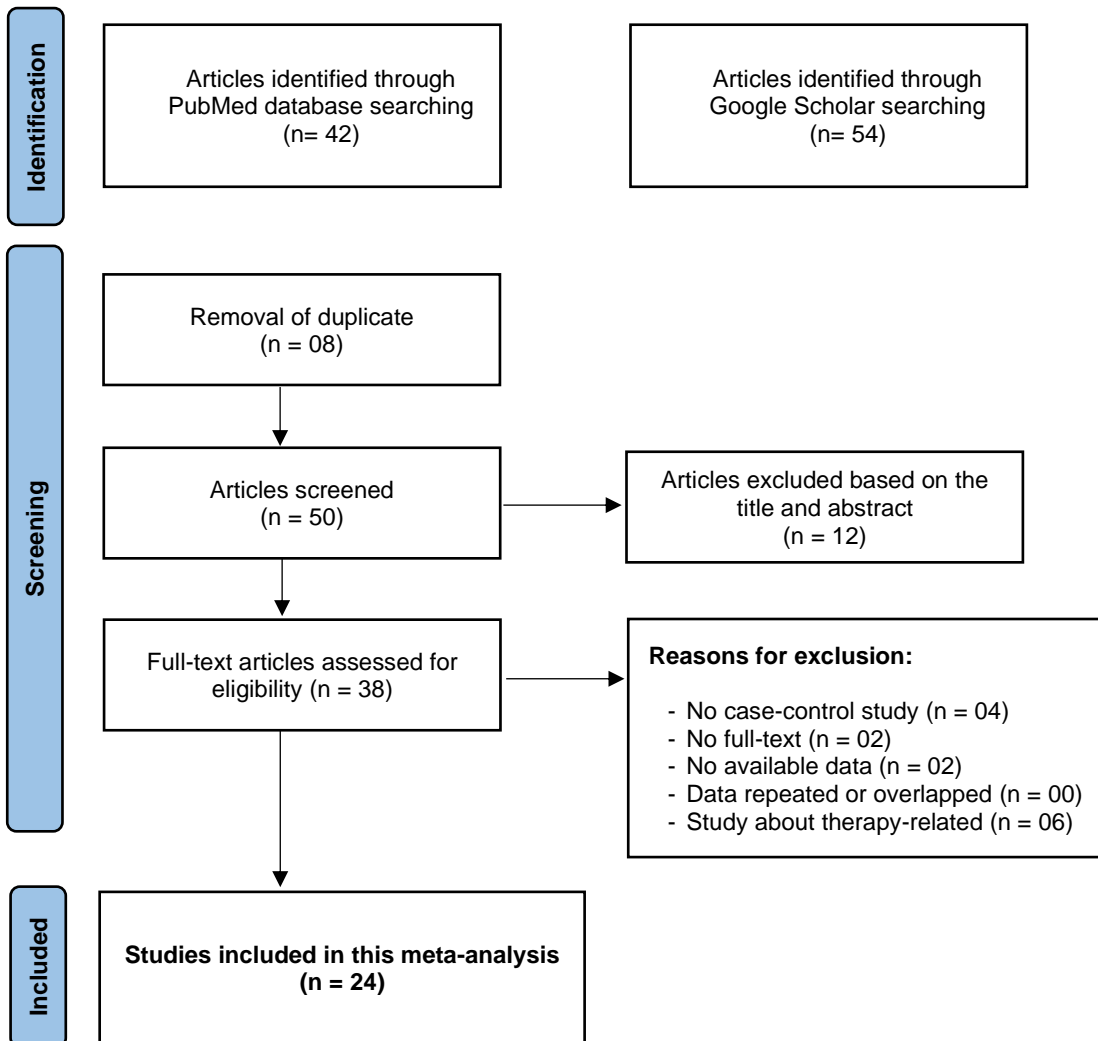 Identification
Articles identified through
PubMed database searching
(n= 42)
Articles identified through
Google Scholar searching
(n= 54)
Screening
Removal of duplicate
(n = 08)
Articles screened
(n = 50)
Articles excluded based on the
title and abstract
(n = 12)
Full-text articles assessed for
eligibility (n = 38)
Reasons for exclusion:
- No case-control study (n = 04)
- No full-text (n = 02)
- No available data (n = 02)
- Data repeated or overlapped (n = 00)
- Study about therapy-related (n = 06)
Included
Studies included in this meta-analysis
(n = 24)